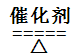 催化剂
=====
△